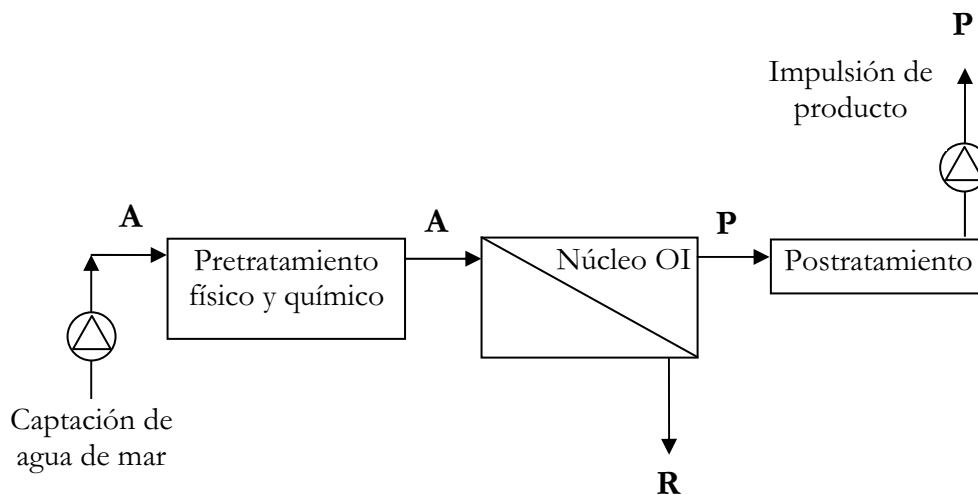 P
Impulsión de
producto
A
A
P
Pretratamiento
físico y químico
Núcleo OI
Postratamiento
Captación de
agua de mar
R